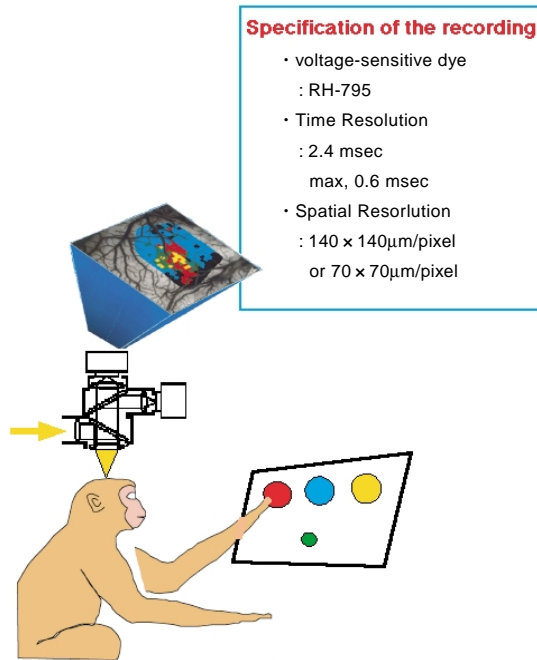 Specification of the recording
・voltage-sensitive dye
: RH-795
・Time Resolution
: 2.4 msec
max, 0.6 msec
・Spatial Resorlution
: 140 × 140μm/pixel
or 70 × 70μm/pixel